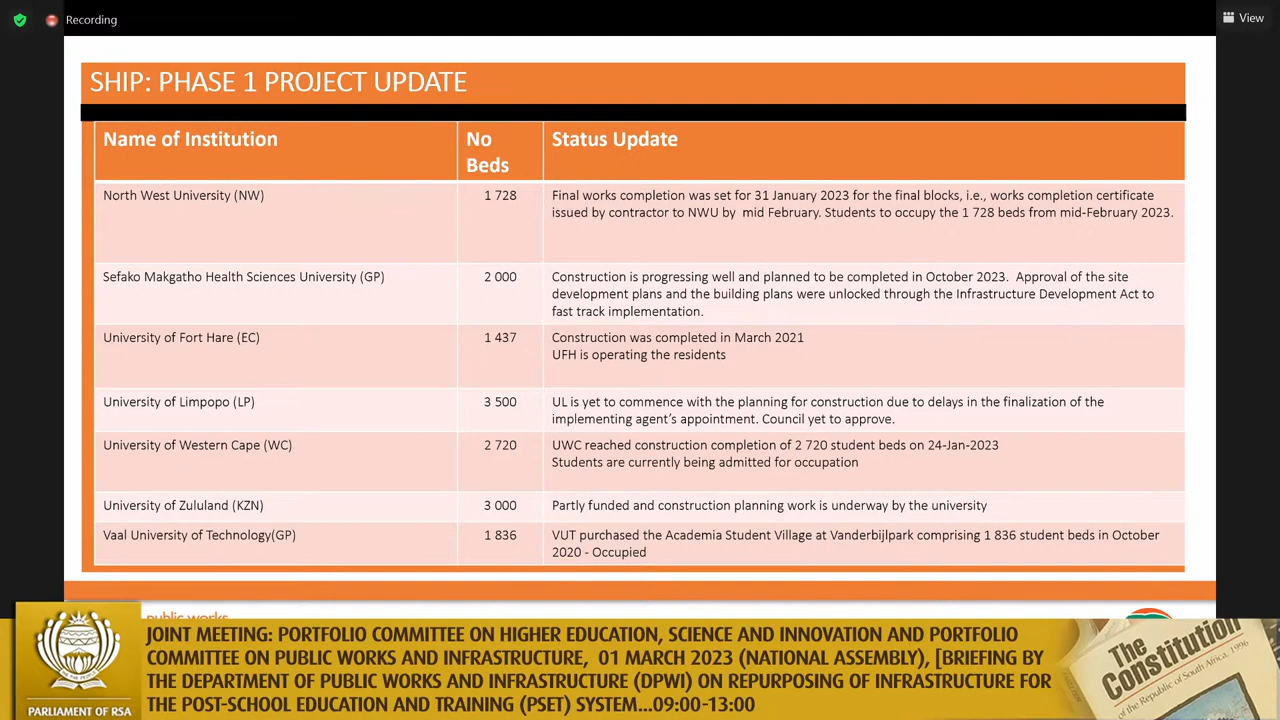 Recording
View
SHIP: PHASE 1 PROJECT UPDATE
Name of Institution
No
Beds
Status Update
North West University (NW)
1 728
Final works completion was set for 31 January 2023 for the final blocks, i.e., works completion certificate
issued by contractor to NWU by mid February. Students to occupy the 1 728 beds from mid-February 2023.
Sefako Makgatho Health Sciences University (GP)
2 000
Construction is progressing well and planned to be completed in October 2023. Approval of the site
development plans and the building plans were unlocked through the Infrastructure Development Act to
fast track implementation.
University of Fort Hare (EC)
1 437
Construction was completed in March 2021
UFH is operating the residents
University of Limpopo (LP)
3 500
UL is yet to commence with the planning for construction due to delays in the finalization of the
implementing agent's appointment. Council yet to approve.
University of Western Cape (WC)
2 720
UWC reached construction completion of 2 720 student beds on 24-Jan-2023
Students are currently being admitted for occupation
University of Zululand (KZN)
3 000
Partly funded and construction planning work is underway by the university
Vaal University of Technology(GP)
1 836
VUT purchased the Academia Student Village at Vanderbijlpark comprising 1 836 student beds in October
2020 - Occupied
public works
JOINT MEETING: PORTFOLIO COMMITTEE ON HIGHER EDUCATION, SCIENCE AND INNOVATION AND PORTFOLIO
COMMITTEE ON PUBLIC WORKS AND INFRASTRUCTURE, 01 MARCH 2023 (NATIONAL ASSEMBLY), [BRIEFING BY
THE DEPARTMENT OF PUBLIC WORKS AND INFRASTRUCTURE (DPWI) ON REPURPOSING OF INFRASTRUCTURE FOR
THE POST-SCHOOL EDUCATION AND TRAINING (PSET) SYSTEM...09:00-13:00
PARLIAMENT OF RSA
The
Constitution
of the Republic of South Africa, 1996